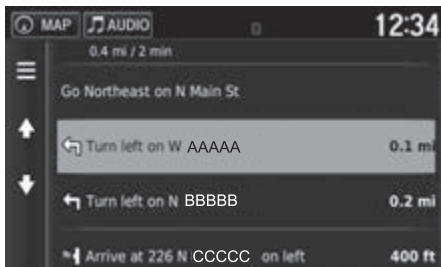 MAP AUDIO 12:34
0.4 mi / 2 min
Go Northeast on N Main St
Turn left on W AAAAA 0.1 mi
Turn left on N BBBBB 0.2 mi
Arrive at 226 N CCCCC on left 400 ft